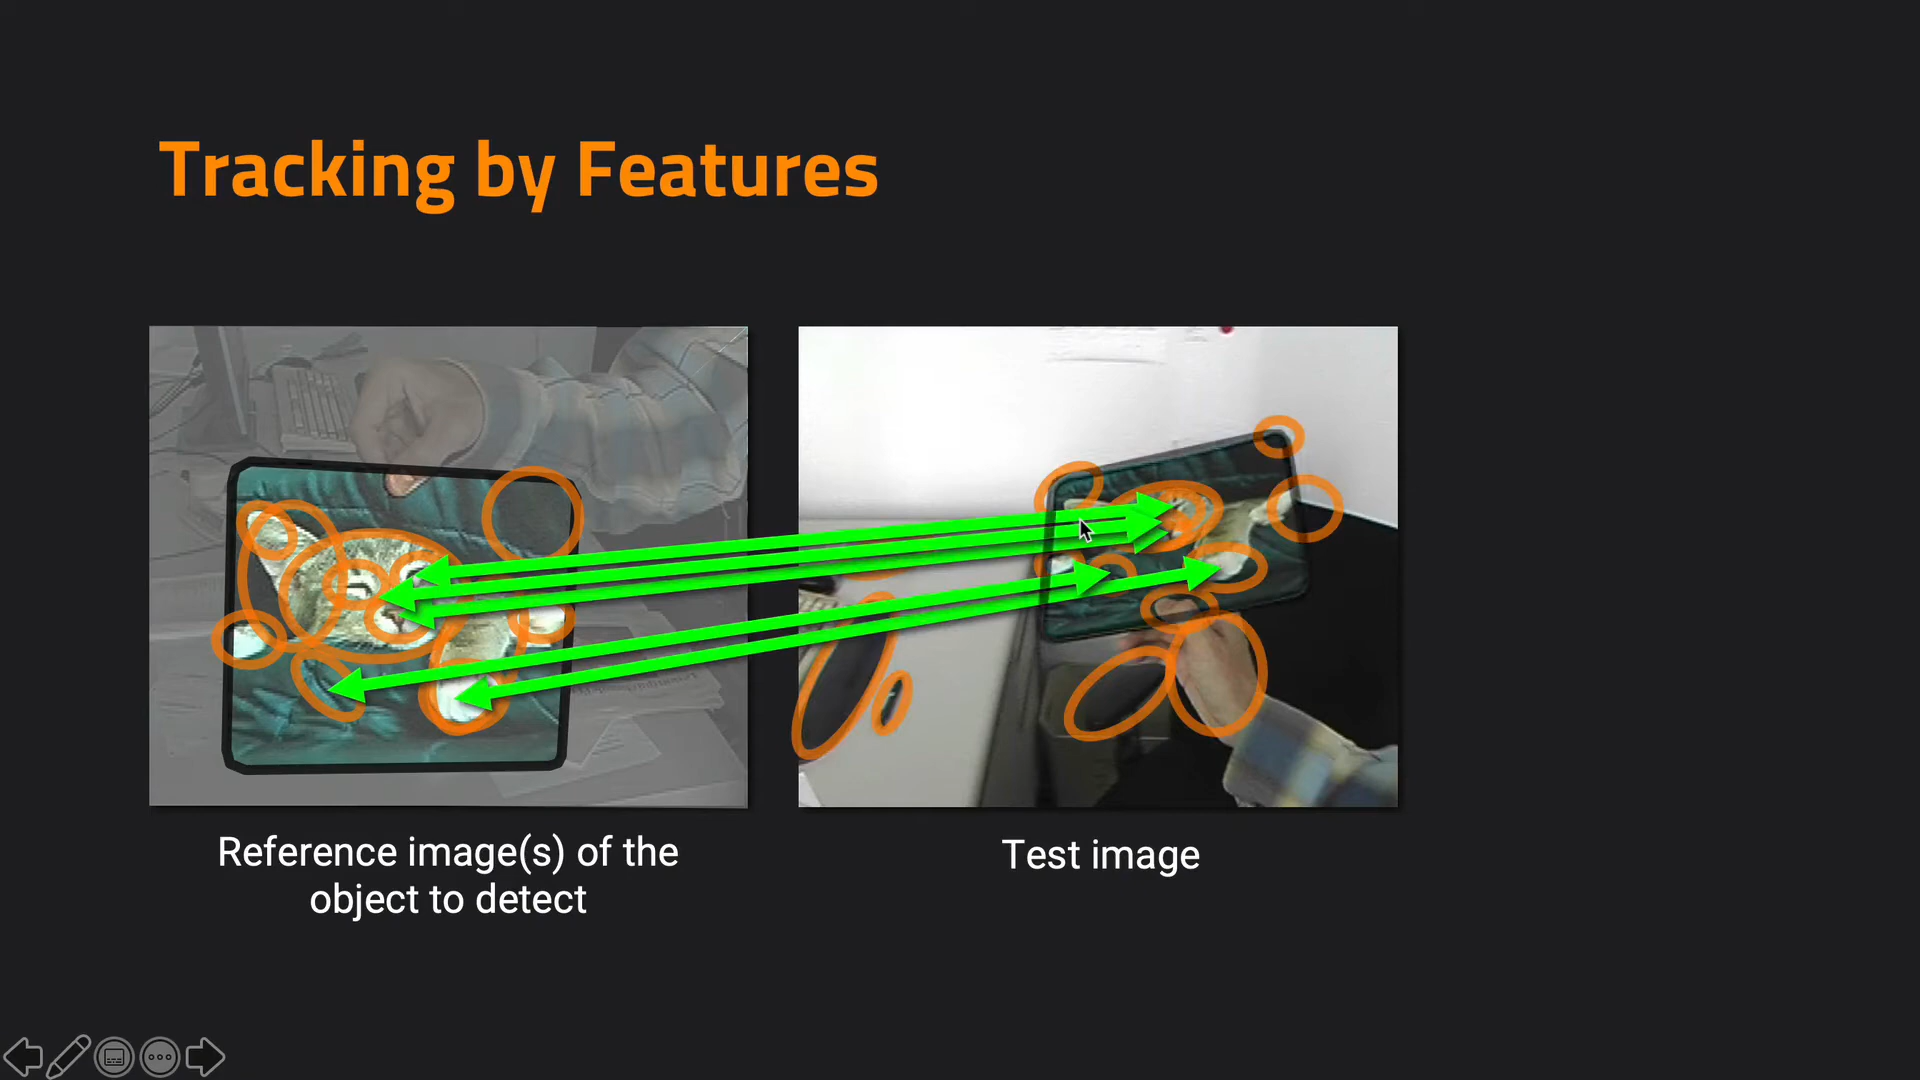 Tracking by Features
Reference image(s) of the
object to detect
Test image